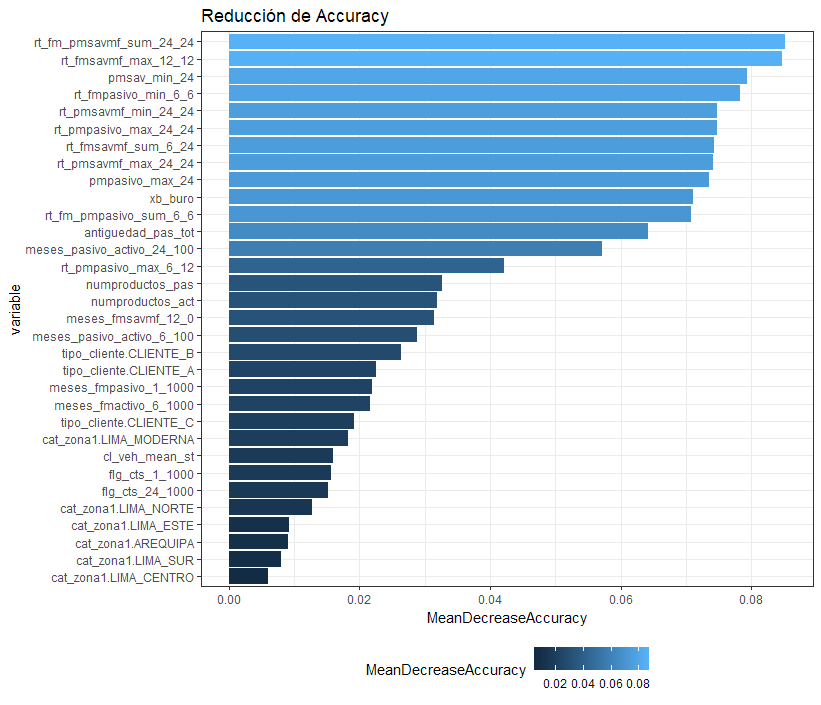 Reducción de Accuracy
rt_fm_pmsavmf_sum_24_24
rt_fmsavmf_max_12_12
pmsav_min_24
rt_fmpasivo_min_6_6
rt_pmsavmf_min_24_24
rt_pmpasivo_max_24_24
rt_fmsavmf_sum_6_24
rt_pmsavmf_max_24_24
pmpasivo_max_24
xb_buro
rt_fm_pmpasivo_sum_6_6
antiguedad_pas_tot
meses_pasivo_activo_24_100
rt_pmpasivo_max_6_12
numproductos_pas
numproductos_act
meses_fmsavmf_12_0
meses_pasivo_activo_6_100
tipo_cliente.CLIENTE_B
tipo_cliente.CLIENTE_A
meses_fmpasivo_1_1000
meses_fmactivo_6_1000
tipo_cliente.CLIENTE_C
cat_zona1.LIMA_MODERNA
cl_veh_mean_st
flg_cts_1_1000
flg_cts_24_1000
cat_zona1.LIMA_NORTE
cat_zona1.LIMA_ESTE
cat_zona1.AREQUIPA
cat_zona1.LIMA_SUR
cat_zona1.LIMA_CENTRO
variable
0.00 0.02 0.04 0.06 0.08
MeanDecreaseAccuracy
MeanDecreaseAccuracy
0.02 0.04 0.06 0.08